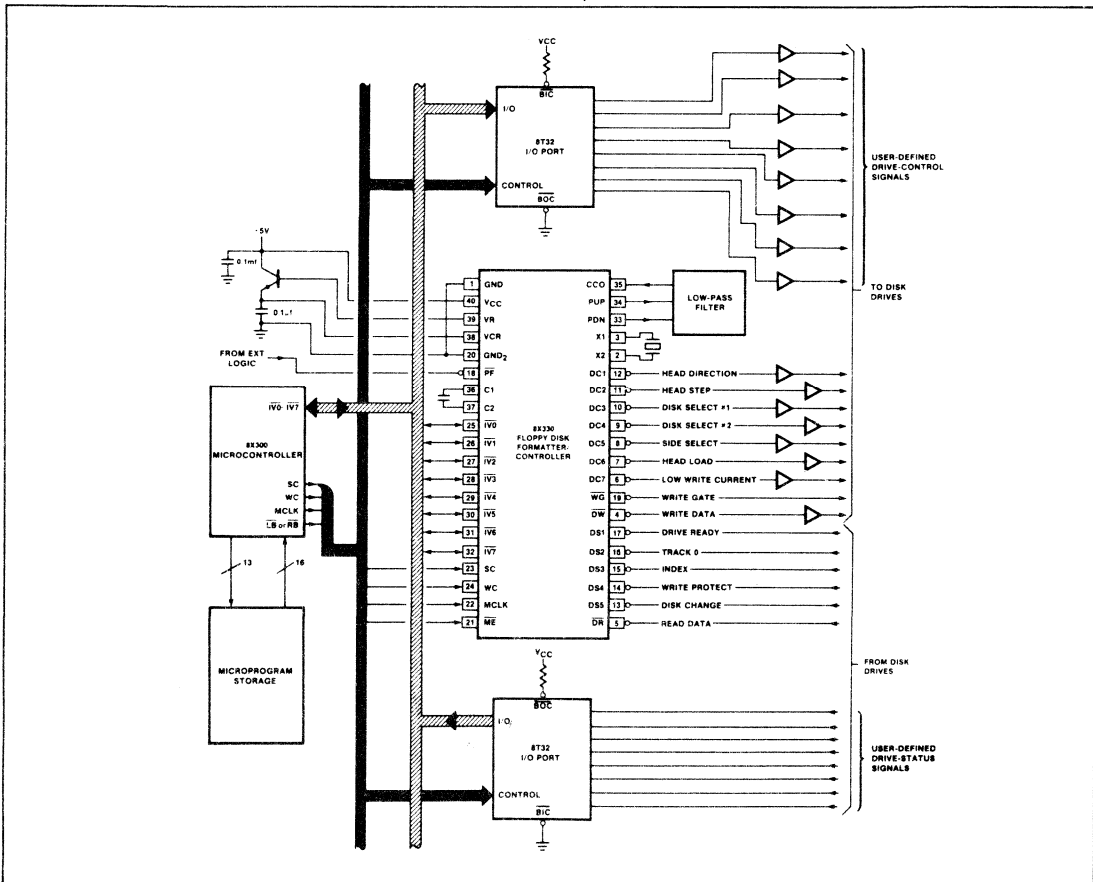 VCC
BIC
I/O
8T32
I/O PORT
CONTROL
BOC
USER-DEFINED
DRIVE-CONTROL
SIGNALS
TO DISK
DRIVES
5V
0.1mf
0.1
FROM EXT
LOGIC
1 GND
40 VCC
39 VR
38 VCR
20 GND2
18 PF
36 C1
37 C2
25 IV0
26 IV1
27 IV2
28 IV3
29 IV4
30 IV5
31 IV6
32 IV7
23 SC
24 WC
22 MCLK
21 ME
8X330
FLOPPY DISK
FORMATTER-
CONTROLLER
CCO 35
PUP 34
PDN 33
X1 3
X2 2
LOW-PASS
FILTER
DC1 12 HEAD DIRECTION
DC2 11 HEAD STEP
DC3 10 DISK SELECT #1
DC4 9 DISK SELECT #2
DC5 8 SIDE SELECT
DC6 7 HEAD LOAD
DC7 6 LOW WRITE CURRENT
WG 19 WRITE GATE
DW 4 WRITE DATA
DS1 17 DRIVE READY
DS2 16 TRACK 0
DS3 15 INDEX
DS4 14 WRITE PROTECT
DS5 13 DISK CHANGE
DR 5 READ DATA
IV0- IV7
8X300
MICROCONTROLLER
SC
WC
MCLK
LB or RB
13
16
MICROPROGRAM
STORAGE
VCC
BOC
I/O
8T32
I/O PORT
CONTROL
BIC
FROM DISK
DRIVES
USER-DEFINED
DRIVE-STATUS
SIGNALS